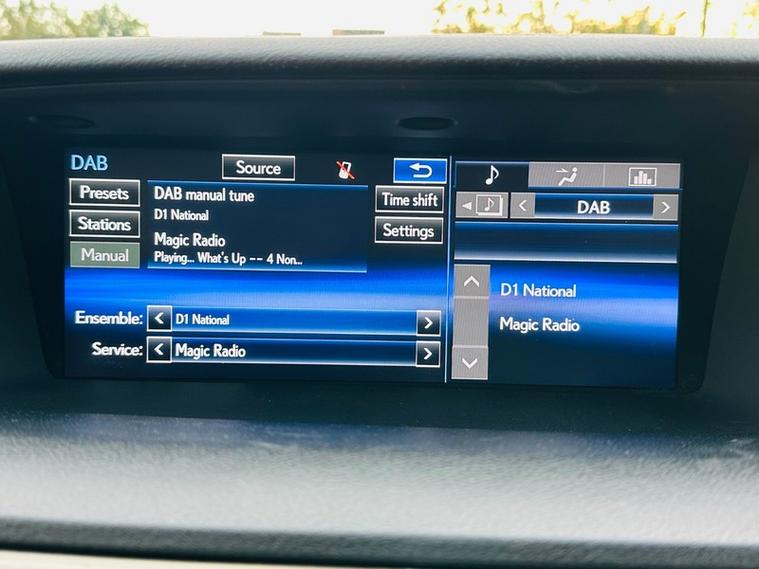 DAB
Source
Presets
Stations
Manual
DAB manual tune
D1 National
Magic Radio
Playing... What's Up -- 4 Non...
Time shift
Settings
Ensemble: < D1 National >
Service: < Magic Radio >
< DAB >
D1 National
Magic Radio